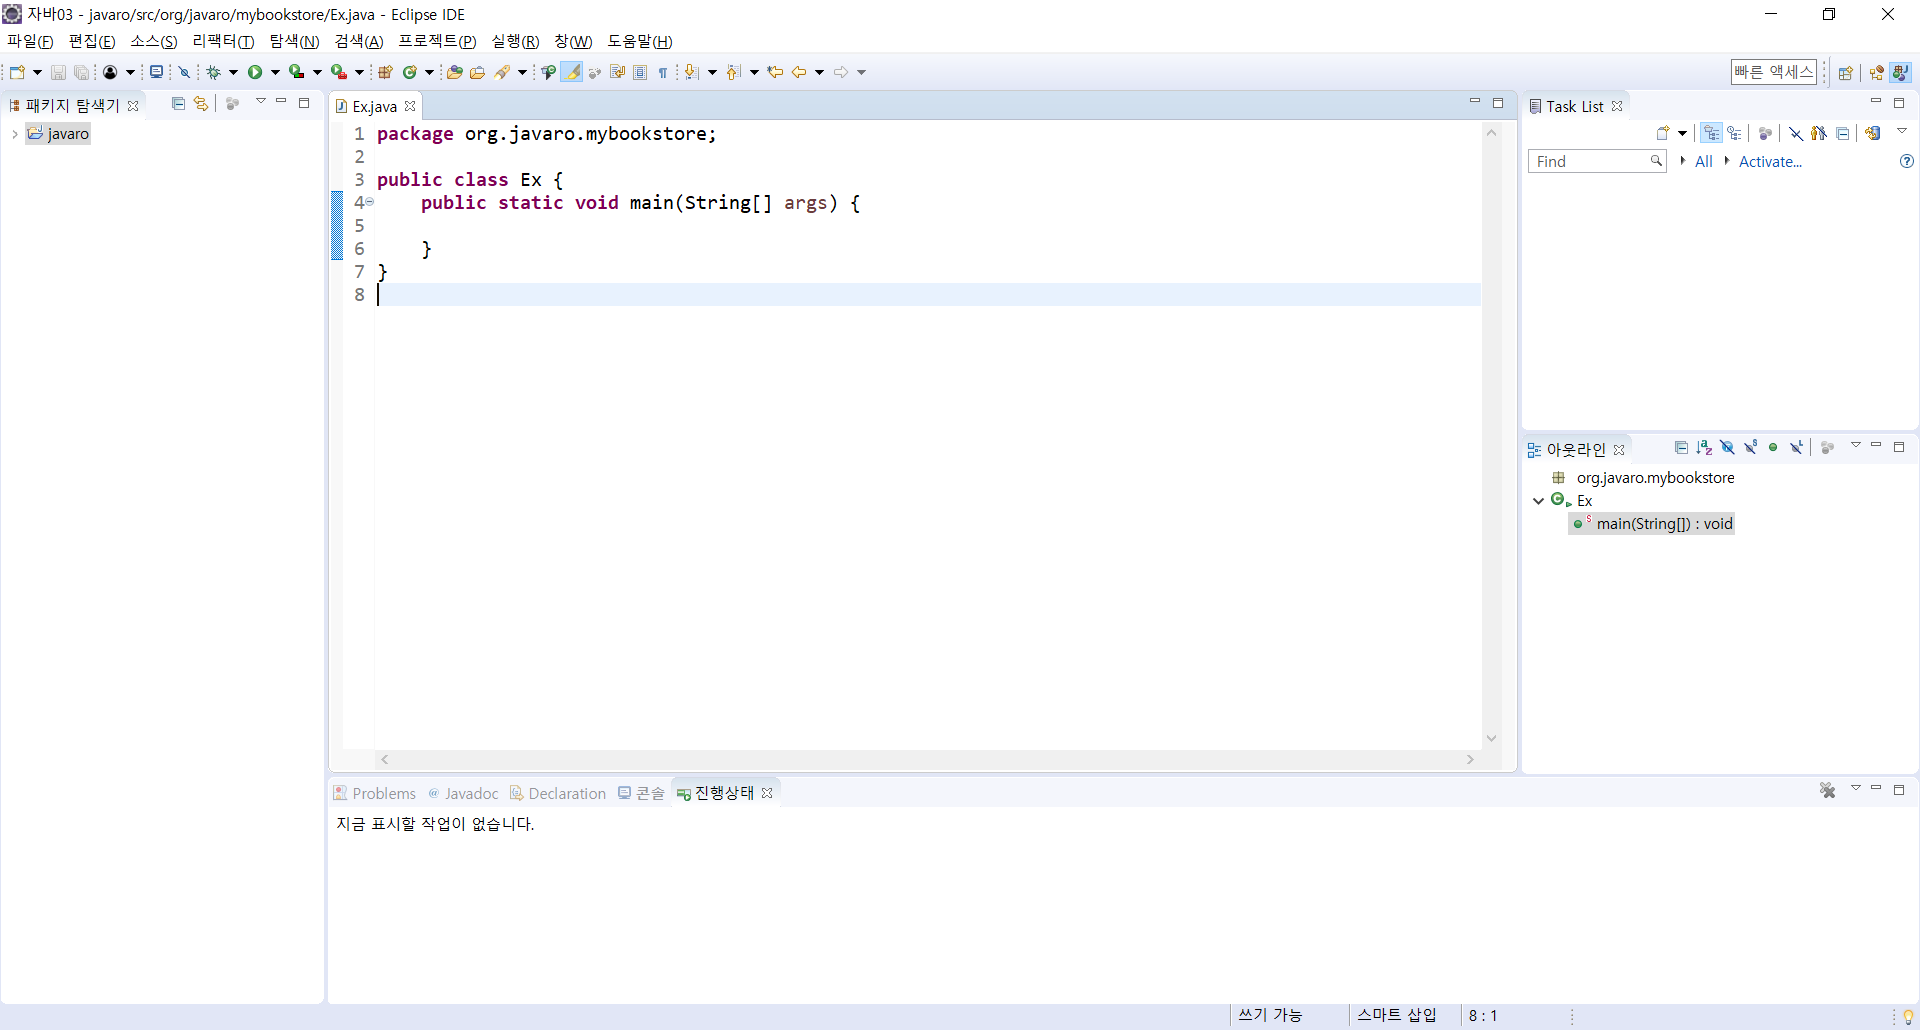 자바03 - javaro/src/org/javaro/mybookstore/Ex.java - Eclipse IDE
파일(F) 편집(E) 소스(S) 리팩터(T) 탐색(N) 검색(A) 프로젝트(P) 실행(R) 창(W) 도움말(H)
빠른 액세스
패키지 탐색기
javaro
Ex.java
1 package org.javaro.mybookstore;
2
3 public class Ex {
4 public static void main(String[] args) {
5
6 }
7 }
8
Task List
Find All Activate...
아웃라인
org.javaro.mybookstore
Ex
main(String[]) : void
Problems @ Javadoc Declaration 콘솔 진행상태
지금 표시할 작업이 없습니다.
쓰기 가능 스마트 삽입 8 : 1